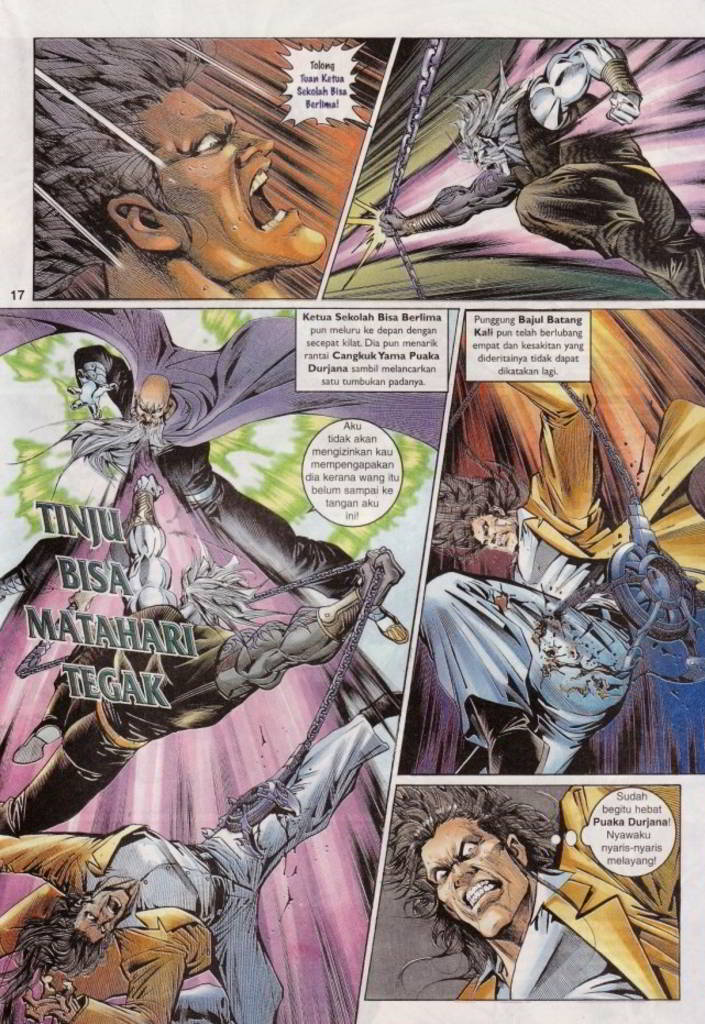 Tolong
Tuan Ketua
Sekolah Bisa
Berlima!
17
Ketua Sekolah Bisa Berlima
pun meluru ke depan dengan
secepat kilat. Dia pun menarik
rantai Cangkuk Yama Puaka
Durjana sambil melancarkan
satu tumbukan padanya.
Punggung Bajul Batang
Kali pun telah berlubang
empat dan kesakitan yang
dideritainya tidak dapat
dikatakan lagi.
Aku
tidak akan
mengizinkan kau
mempengapakan
dia kerana wang itu
belum sampai ke
tangan aku
ini!
TINJU
BISA
MATAHARI
TEGAK
Sudah
begitu hebat
Puaka Durjana!
Nyawaku
nyaris-nyaris
melayang!